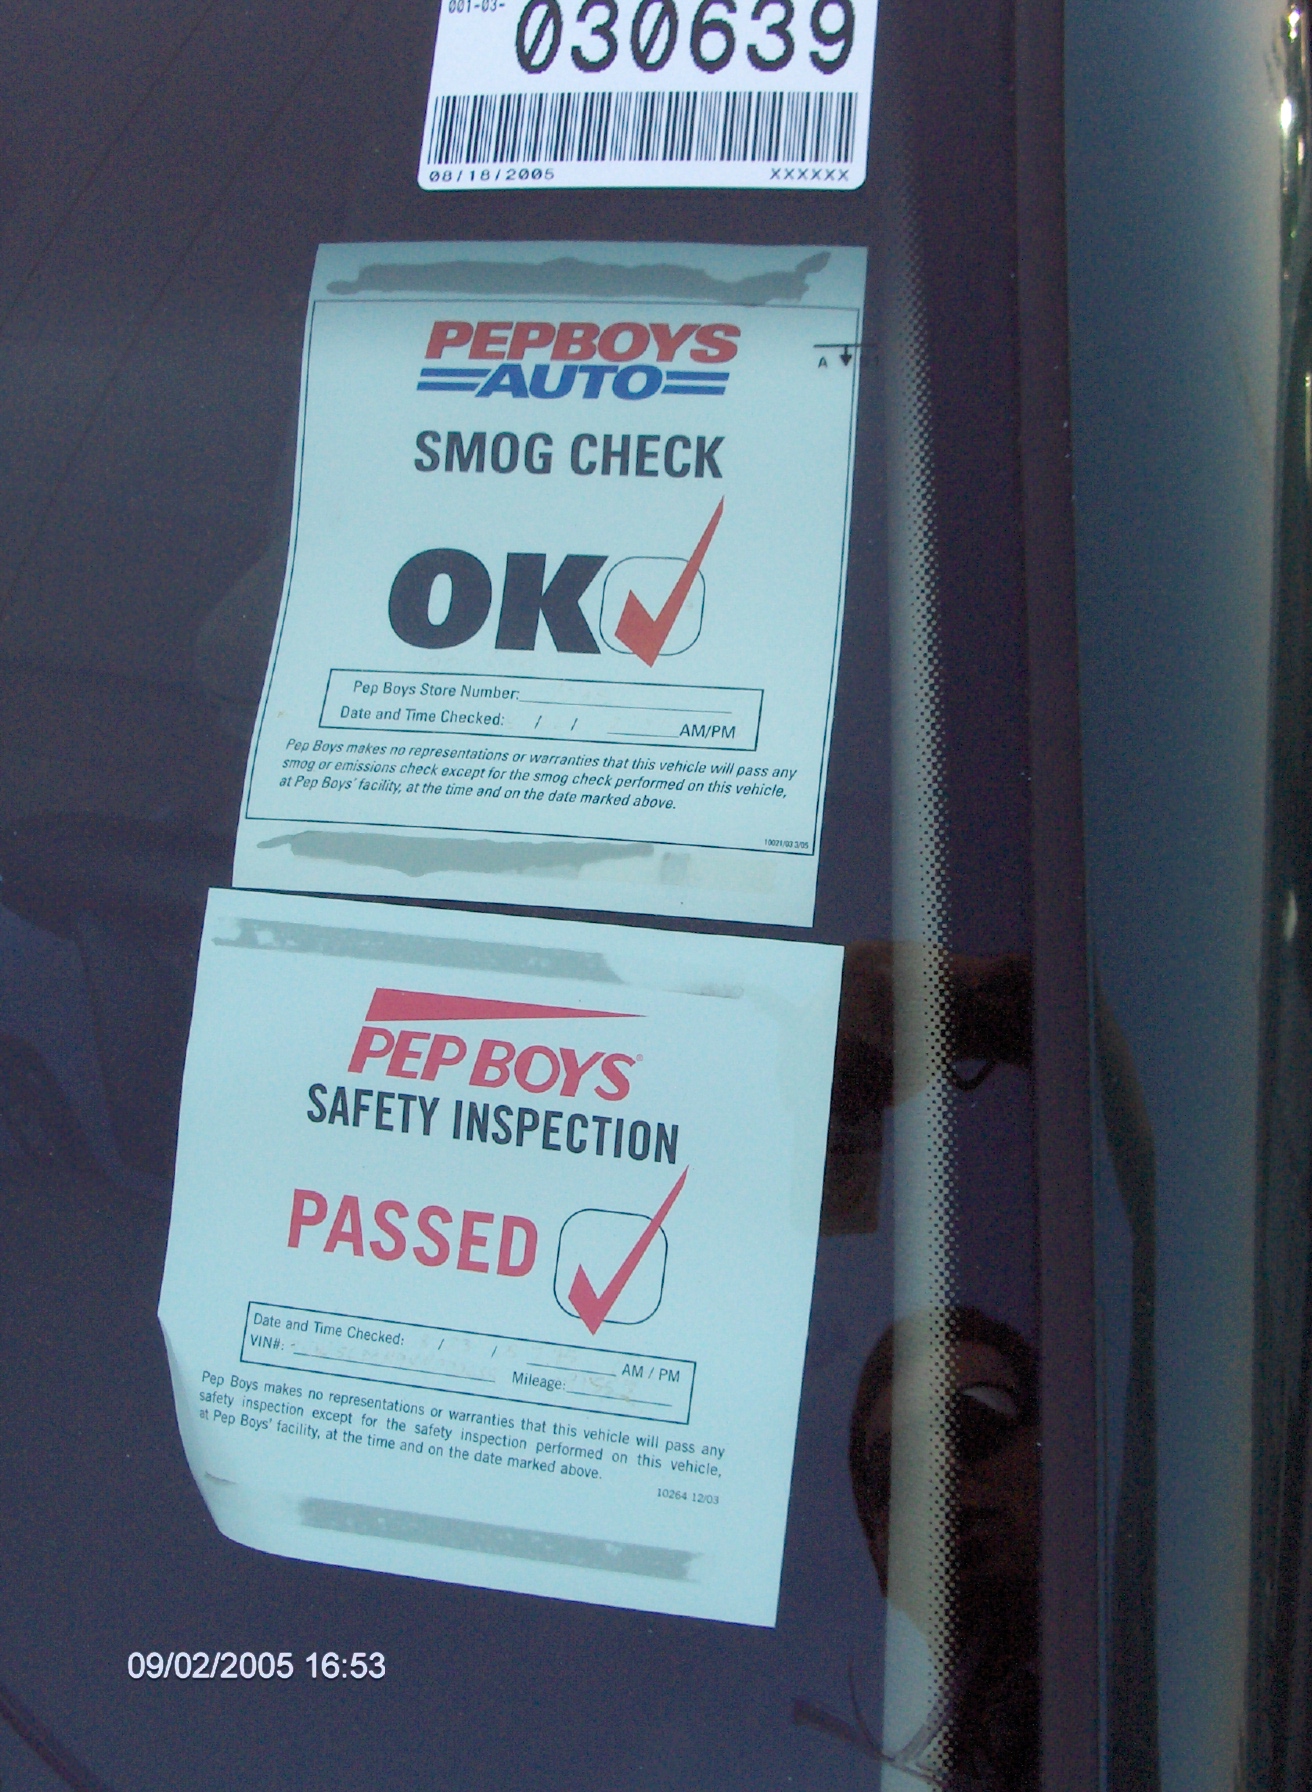 001-03-
030639
08/18/2005 XXXXXX
PEPBOYS
AUTO
A
SMOG CHECK
OK
Pep Boys Store Number:
Date and Time Checked: / / AM/PM
Pep Boys makes no representations or warranties that this vehicle will pass any
smog or emissions check except for the smog check performed on this vehicle,
at Pep Boys' facility, at the time and on the date marked above.
10021/93 3/05
PEP BOYS®
SAFETY INSPECTION
PASSED
Date and Time Checked: / / AM / PM
VIN#: Mileage:
Pep Boys makes no representations or warranties that this vehicle will pass any
safety inspection except for the safety inspection performed on this vehicle,
at Pep Boys' facility, at the time and on the date marked above.
10264 12/03
09/02/2005 16:53